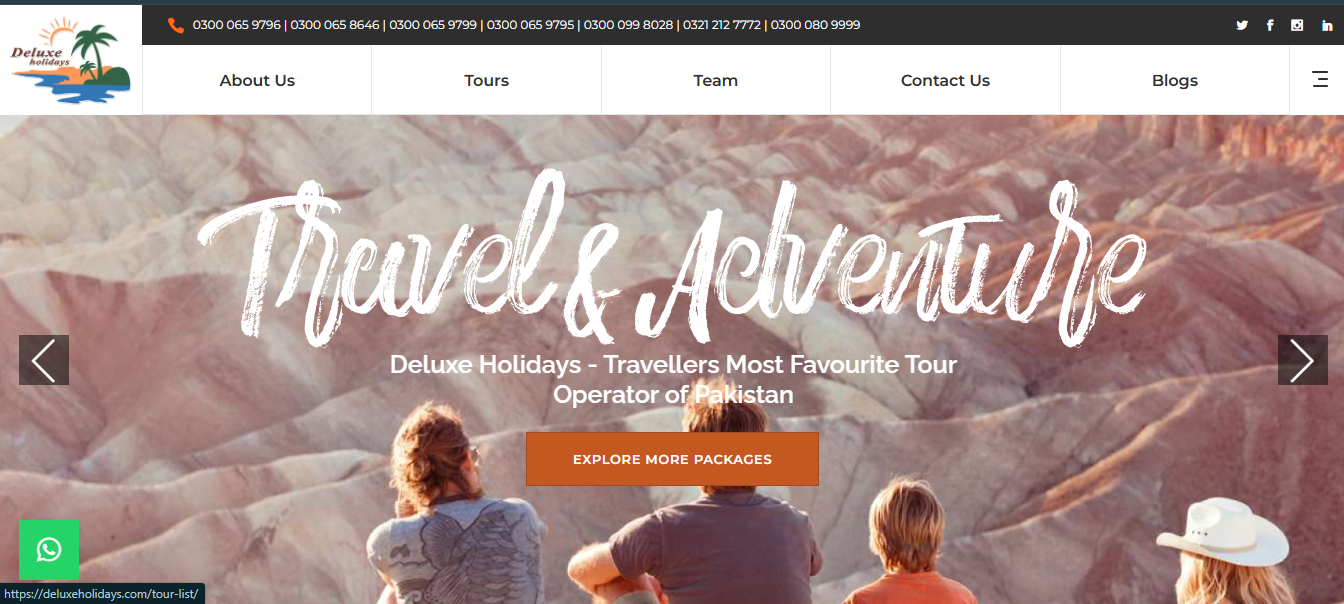 Deluxe
holidays
0300 065 9796 | 0300 065 8646 | 0300 065 9799 | 0300 065 9795 | 0300 099 8028 | 0321 212 7772 | 0300 080 9999
About Us
Tours
Team
Contact Us
Blogs
Travel & Adventure
Deluxe Holidays - Travellers Most Favourite Tour
Operator of Pakistan
EXPLORE MORE PACKAGES
https://deluxeholidays.com/tour-list/